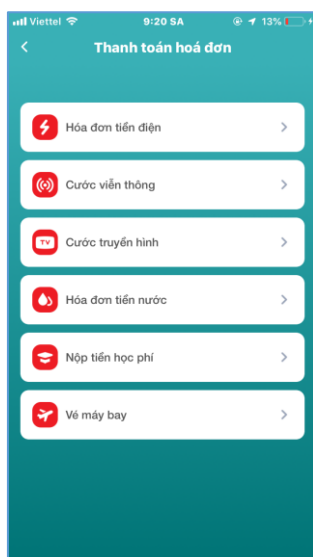 Viettel 9:20 SA 13%
Thanh toán hoá đơn
Hóa đơn tiền điện
Cước viễn thông
TV Cước truyền hình
Hóa đơn tiền nước
Nộp tiền học phí
Vé máy bay